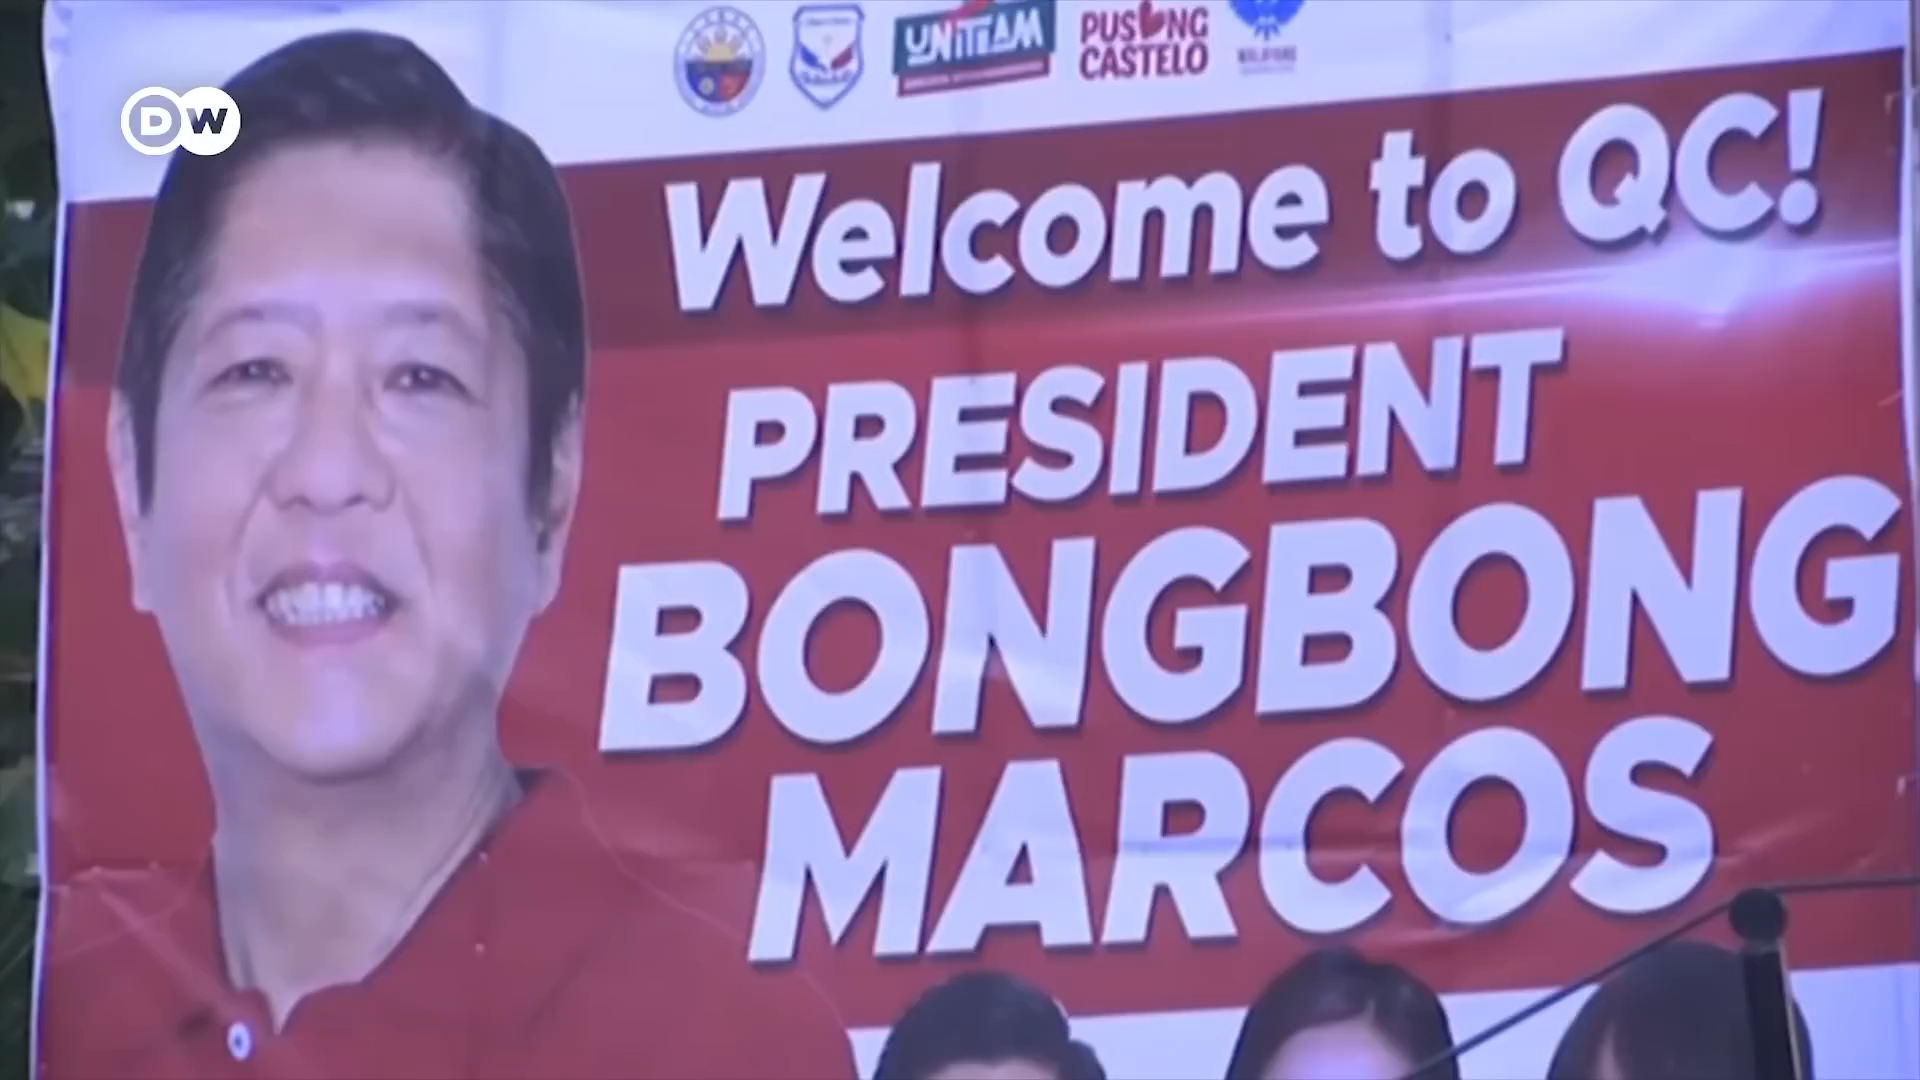 DW
UNITEAM
PUSONG
CASTELO
Welcome to QC!
PRESIDENT
BONGBONG
MARCOS